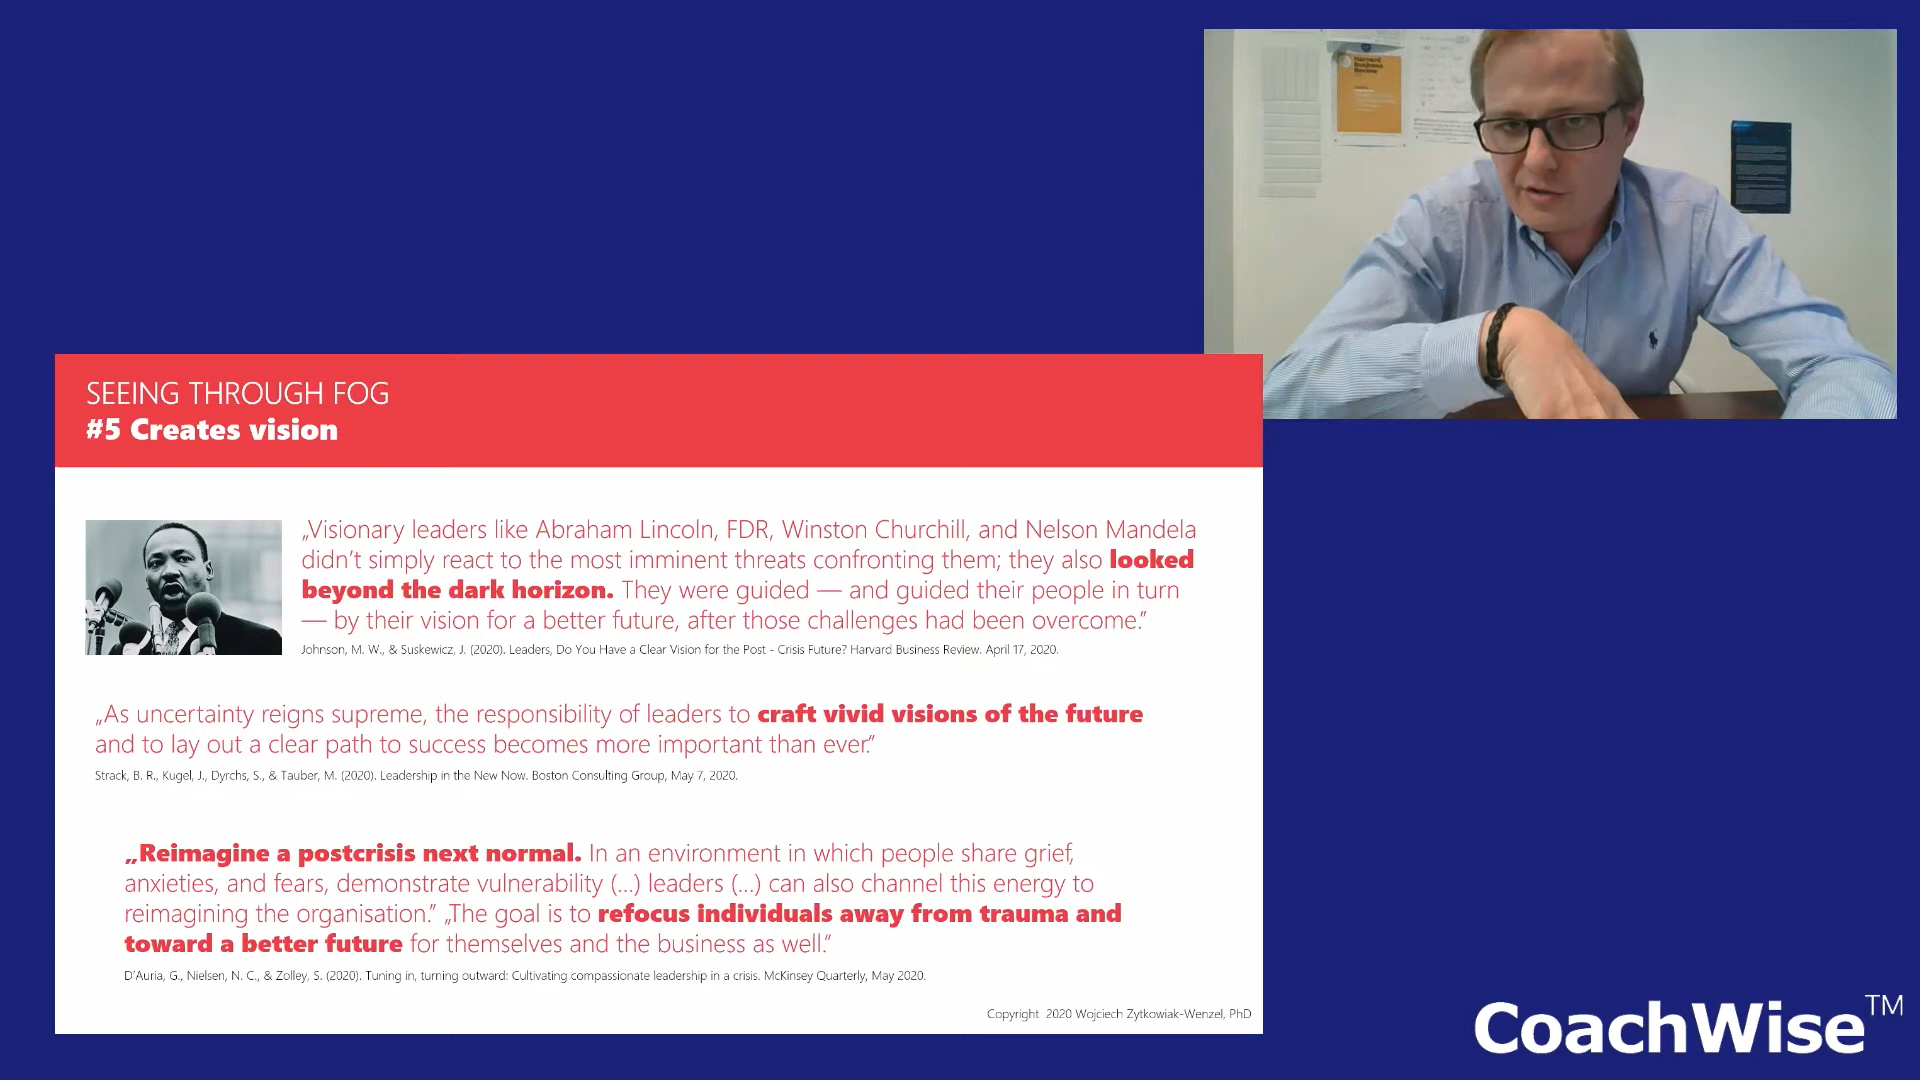 Harvard
Business
Review
SEEING THROUGH FOG
#5 Creates vision
„Visionary leaders like Abraham Lincoln, FDR, Winston Churchill, and Nelson Mandela
didn’t simply react to the most imminent threats confronting them; they also looked
beyond the dark horizon. They were guided — and guided their people in turn
— by their vision for a better future, after those challenges had been overcome.”
Johnson, M. W., & Suskewicz, J. (2020). Leaders, Do You Have a Clear Vision for the Post - Crisis Future? Harvard Business Review. April 17, 2020.
„As uncertainty reigns supreme, the responsibility of leaders to craft vivid visions of the future
and to lay out a clear path to success becomes more important than ever.”
Strack, B. R., Kugel, J., Dyrchs, S., & Tauber, M. (2020). Leadership in the New Now. Boston Consulting Group, May 7, 2020.
„Reimagine a postcrisis next normal. In an environment in which people share grief,
anxieties, and fears, demonstrate vulnerability (...) leaders (...) can also channel this energy to
reimagining the organisation.” „The goal is to refocus individuals away from trauma and
toward a better future for themselves and the business as well.”
D’Auria, G., Nielsen, N. C., & Zolley, S. (2020). Tuning in, turning outward: Cultivating compassionate leadership in a crisis. McKinsey Quarterly, May 2020.
Copyright 2020 Wojciech Zytkowiak-Wenzel, PhD
CoachWise™